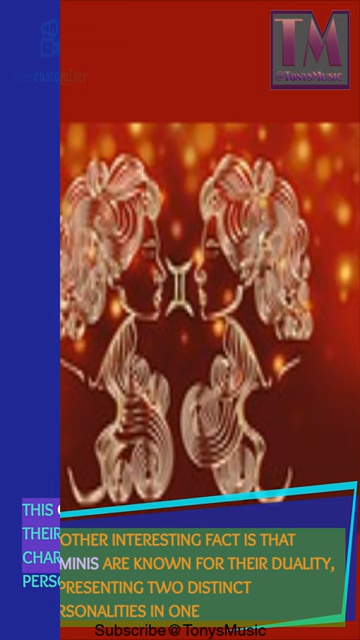 TM
@TONYSMUSIC
THIS
THEIR
CHAR
PERSO
OTHER INTERESTING FACT IS THAT
MINIS ARE KNOWN FOR THEIR DUALITY,
PRESENTING TWO DISTINCT
RSONALITIES IN ONE
Subscribe@TonysMusic